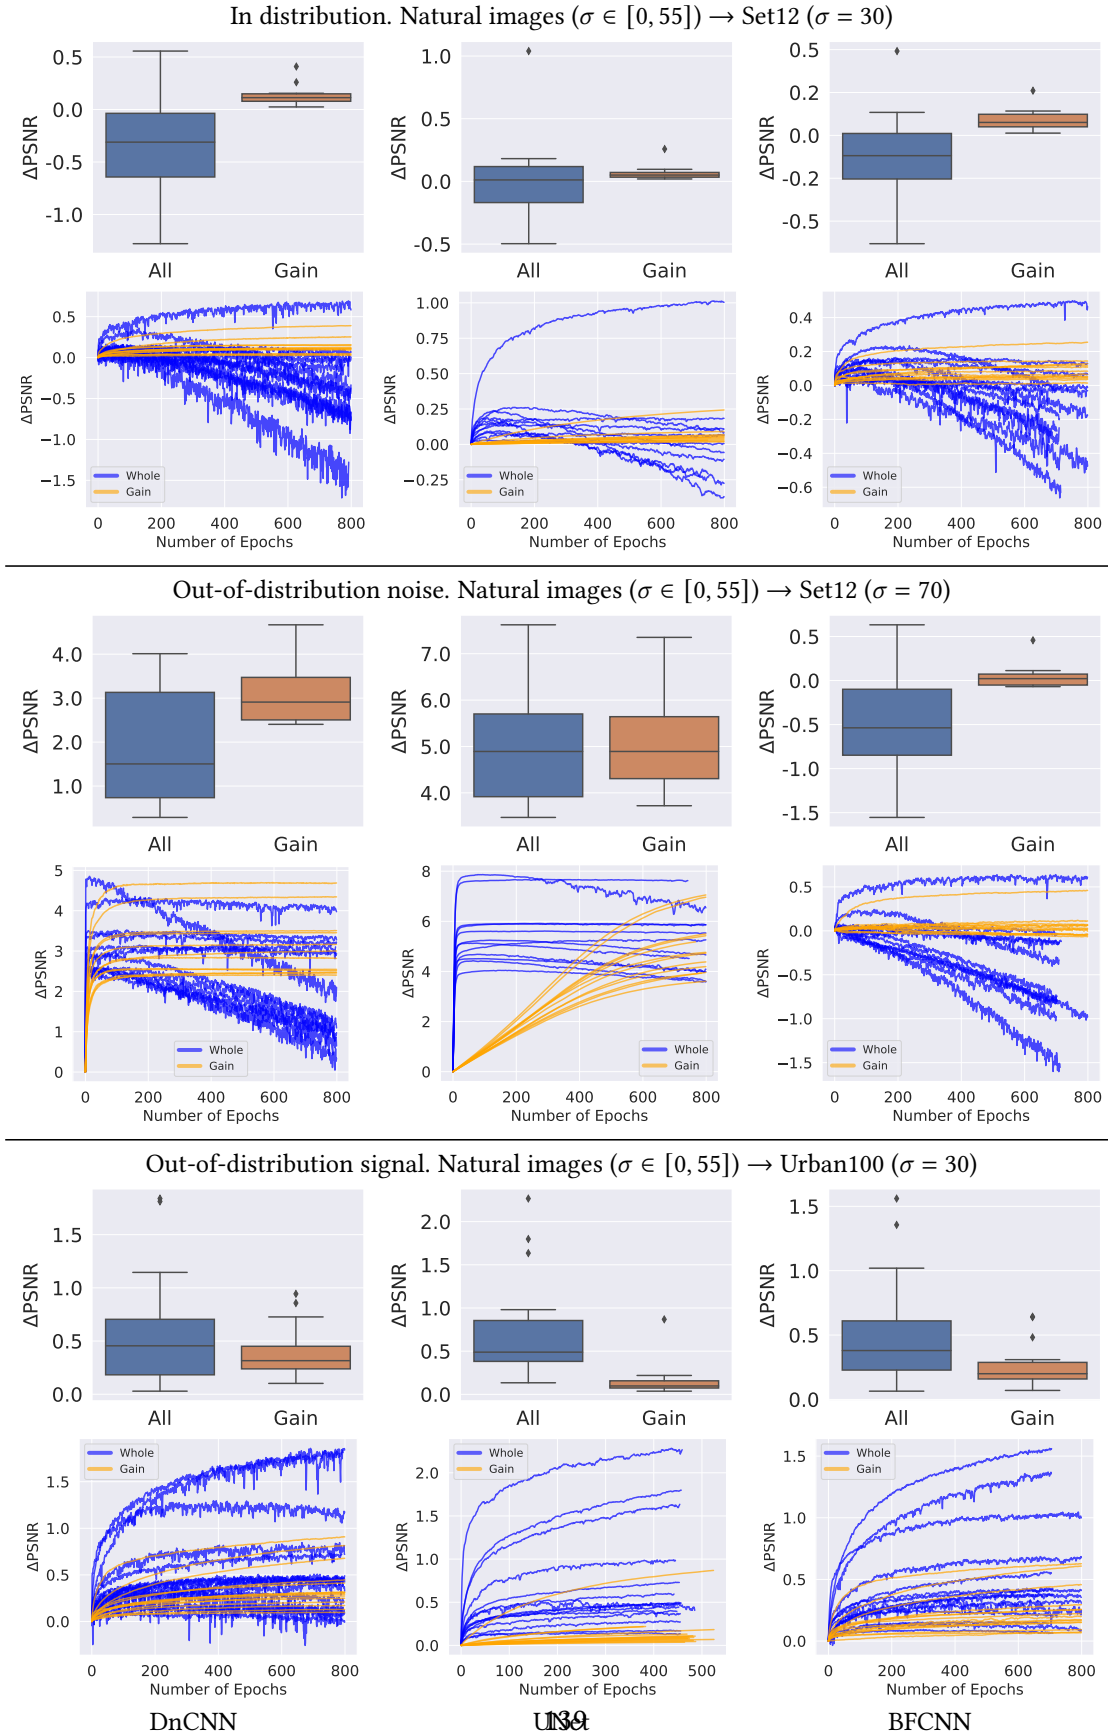 In distribution. Natural images (σ ∈ [0, 55]) → Set12 (σ = 30)
0.5
0.0
-0.5
-1.0
ΔPSNR
All Gain
1.0
0.5
0.0
-0.5
ΔPSNR
All Gain
0.5
0.2
0.0
-0.2
-0.5
ΔPSNR
All Gain
0.5
0.0
−0.5
−1.0
−1.5
ΔPSNR
Whole
Gain
0 200 400 600 800
Number of Epochs
1.00
0.75
0.50
0.25
0.00
−0.25
ΔPSNR
Whole
Gain
0 200 400 600 800
Number of Epochs
0.4
0.2
0.0
−0.2
−0.4
−0.6
ΔPSNR
Whole
Gain
0 200 400 600 800
Number of Epochs
Out-of-distribution noise. Natural images (σ ∈ [0, 55]) → Set12 (σ = 70)
4.0
3.0
2.0
1.0
ΔPSNR
All Gain
7.0
6.0
5.0
4.0
ΔPSNR
All Gain
0.5
0.0
-0.5
-1.0
-1.5
ΔPSNR
All Gain
5
4
3
2
1
0
ΔPSNR
Whole
Gain
0 200 400 600 800
Number of Epochs
8
6
4
2
0
ΔPSNR
Whole
Gain
0 200 400 600 800
Number of Epochs
0.5
0.0
−0.5
−1.0
−1.5
ΔPSNR
Whole
Gain
0 200 400 600 800
Number of Epochs
Out-of-distribution signal. Natural images (σ ∈ [0, 55]) → Urban100 (σ = 30)
1.5
1.0
0.5
0.0
ΔPSNR
All Gain
2.0
1.5
1.0
0.5
0.0
ΔPSNR
All Gain
1.5
1.0
0.5
0.0
ΔPSNR
All Gain
Whole
Gain
1.5
1.0
0.5
0.0
ΔPSNR
0 200 400 600 800
Number of Epochs
Whole
Gain
2.0
1.5
1.0
0.5
0.0
ΔPSNR
0 100 200 300 400 500
Number of Epochs
Whole
Gain
1.5
1.0
0.5
0.0
ΔPSNR
0 200 400 600 800
Number of Epochs
DnCNN UNet BFCNN
139